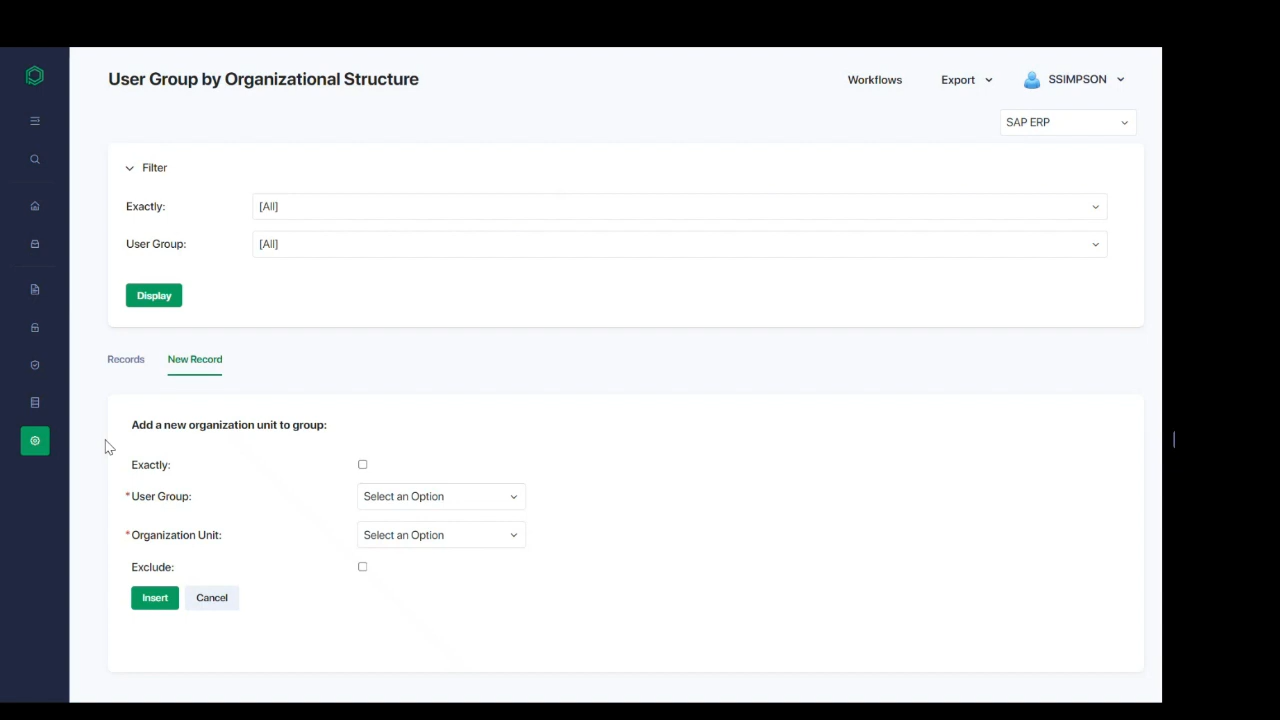 User Group by Organizational Structure
Workflows
Export
SSIMPSON
SAP ERP
Filter
Exactly:
[All]
User Group:
[All]
Display
Records
New Record
Add a new organization unit to group:
Exactly:
*User Group:
Select an Option
*Organization Unit:
Select an Option
Exclude:
Insert
Cancel